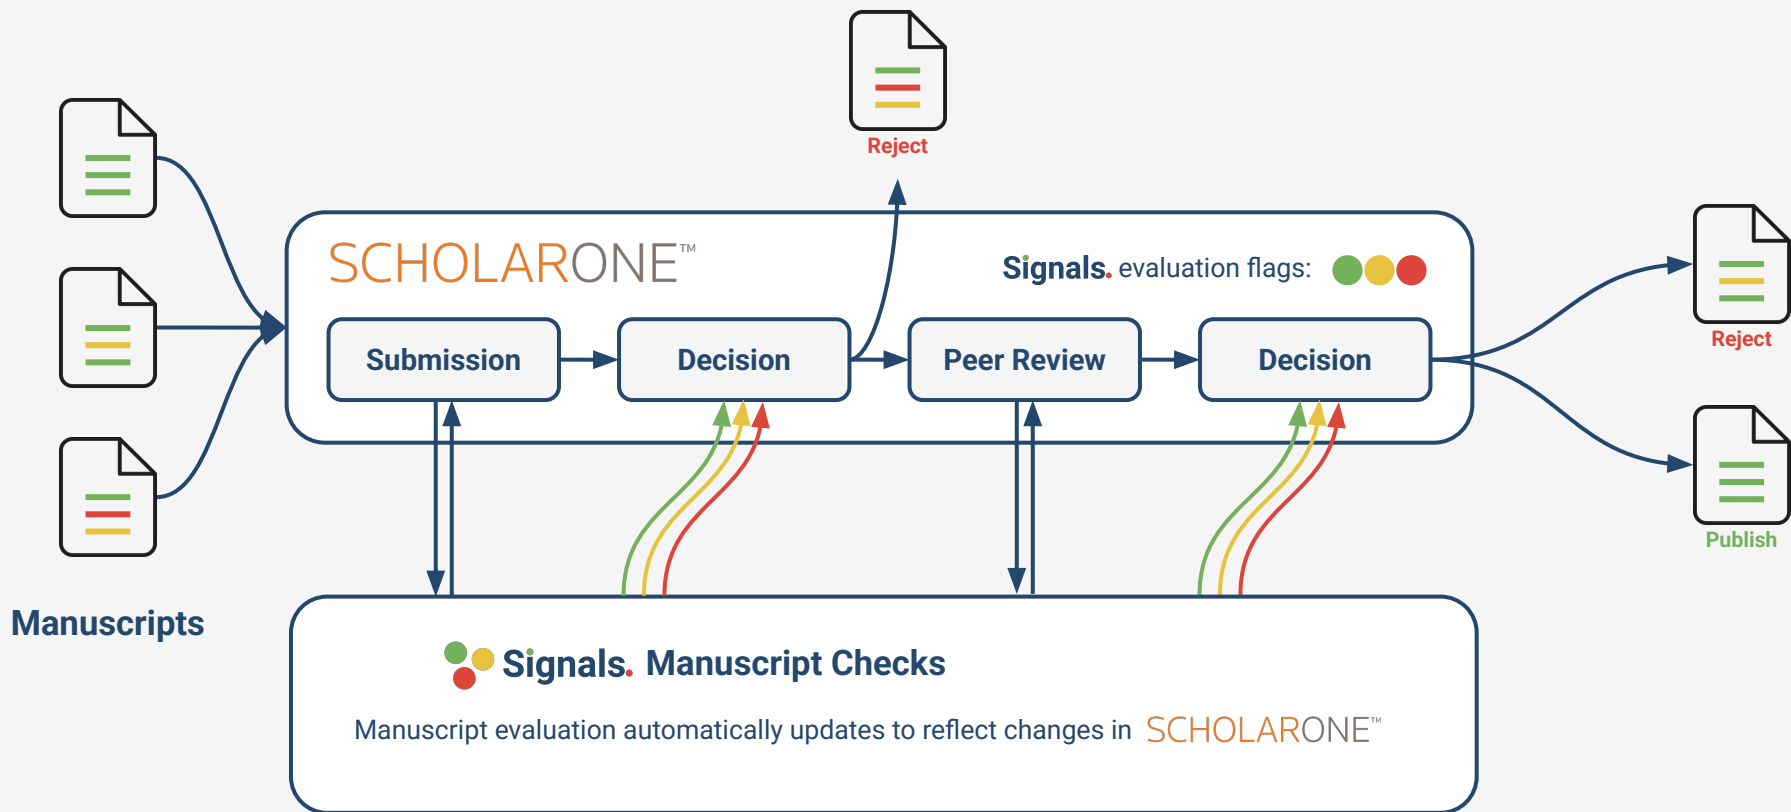 Reject
SCHOLARONE™
Signals. evaluation flags:
Submission
Decision
Peer Review
Decision
Reject
Publish
Manuscripts
Signals. Manuscript Checks
Manuscript evaluation automatically updates to reflect changes in SCHOLARONE™